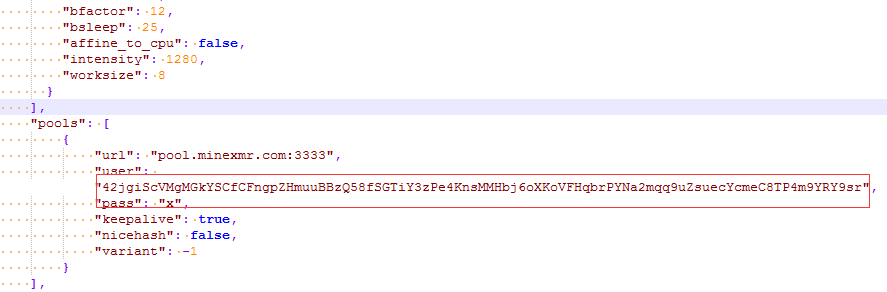 "bfactor": 12,
"bsleep": 25,
"affine_to_cpu": false,
"intensity": 1280,
"worksize": 8
}
],
"pools": [
{
"url": "pool.minexmr.com:3333",
"user":
"42jgiScVMgMGkYSCfCFngpZHmuuBBzQ58fSGTiY3zPe4KnsMMHbj6oXKoVFHqbrPYNa2mqq9uZsuecYcmeC8TP4m9YRY9sr",
"pass": "x",
"keepalive": true,
"nicehash": false,
"variant": -1
}
],